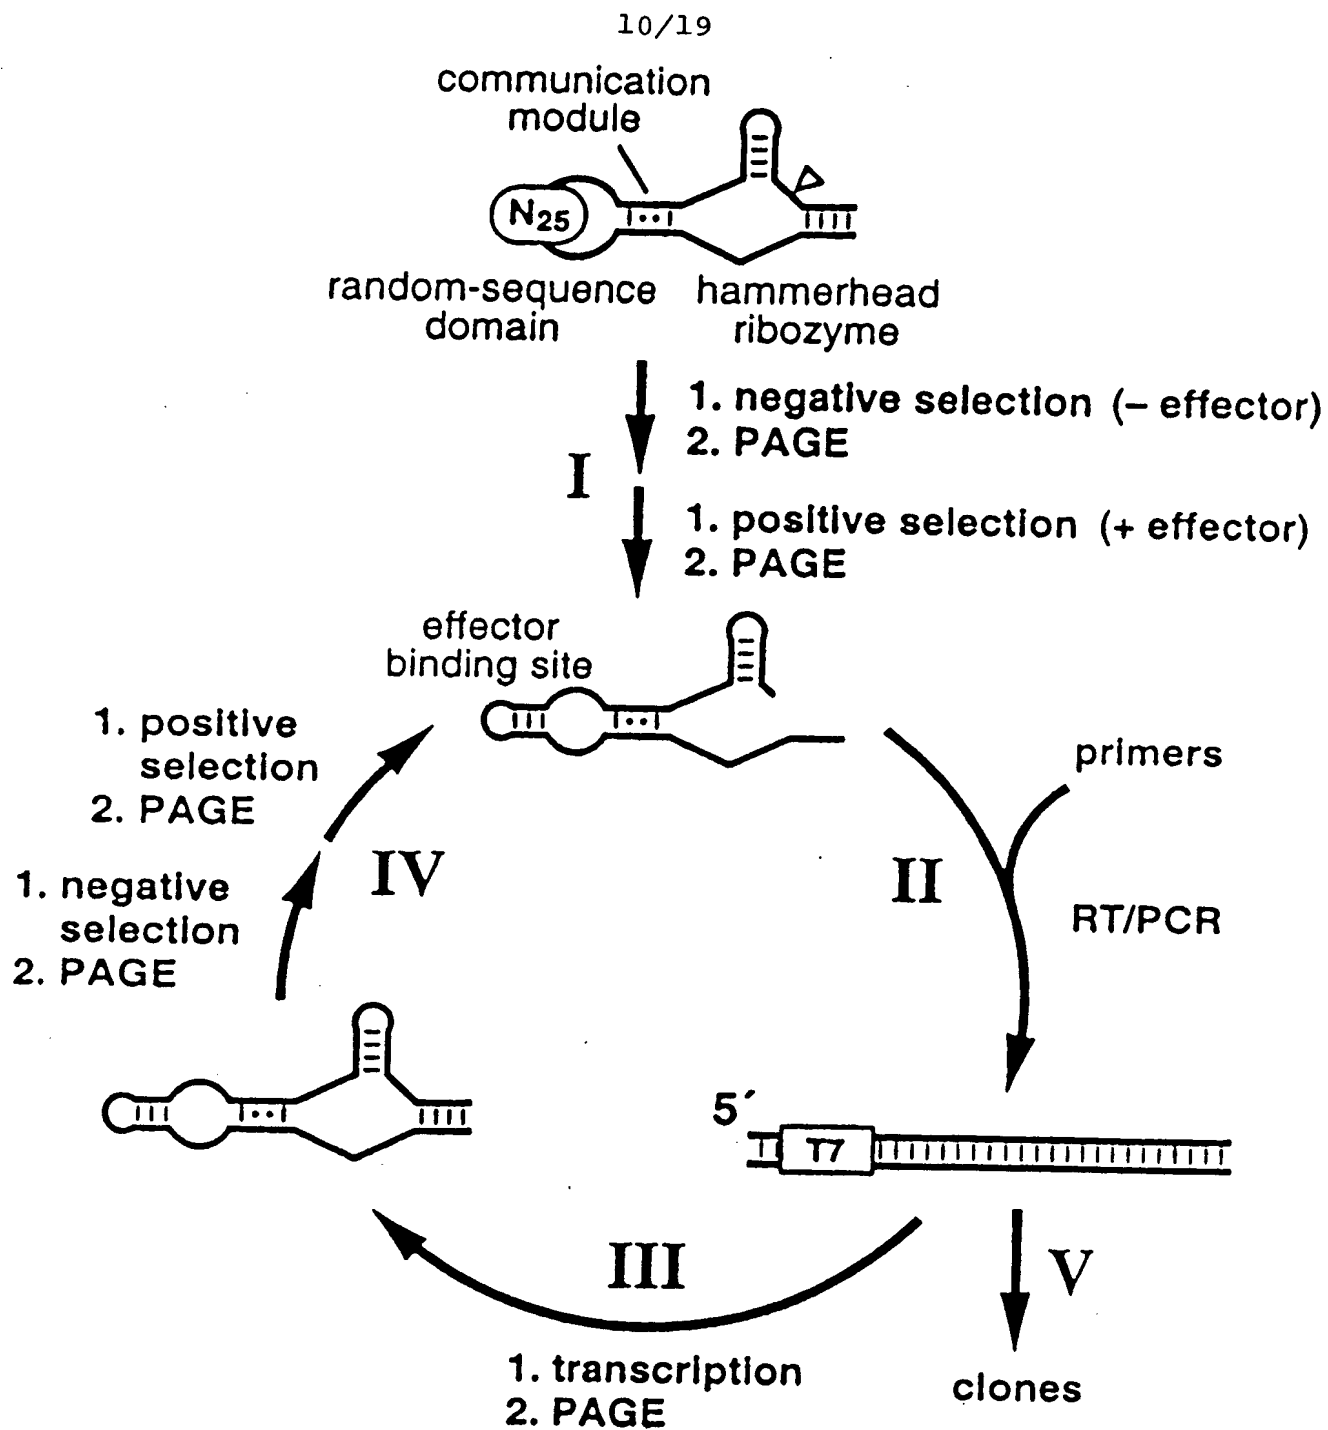 10/19
communication
module
N25
random-sequence
domain
hammerhead
ribozyme
I
1. negative selection (– effector)
2. PAGE
1. positive selection (+ effector)
2. PAGE
effector
binding site
1. positive
selection
2. PAGE
IV
1. negative
selection
2. PAGE
primers
II
RT/PCR
5´
T7
III
1. transcription
2. PAGE
V
clones